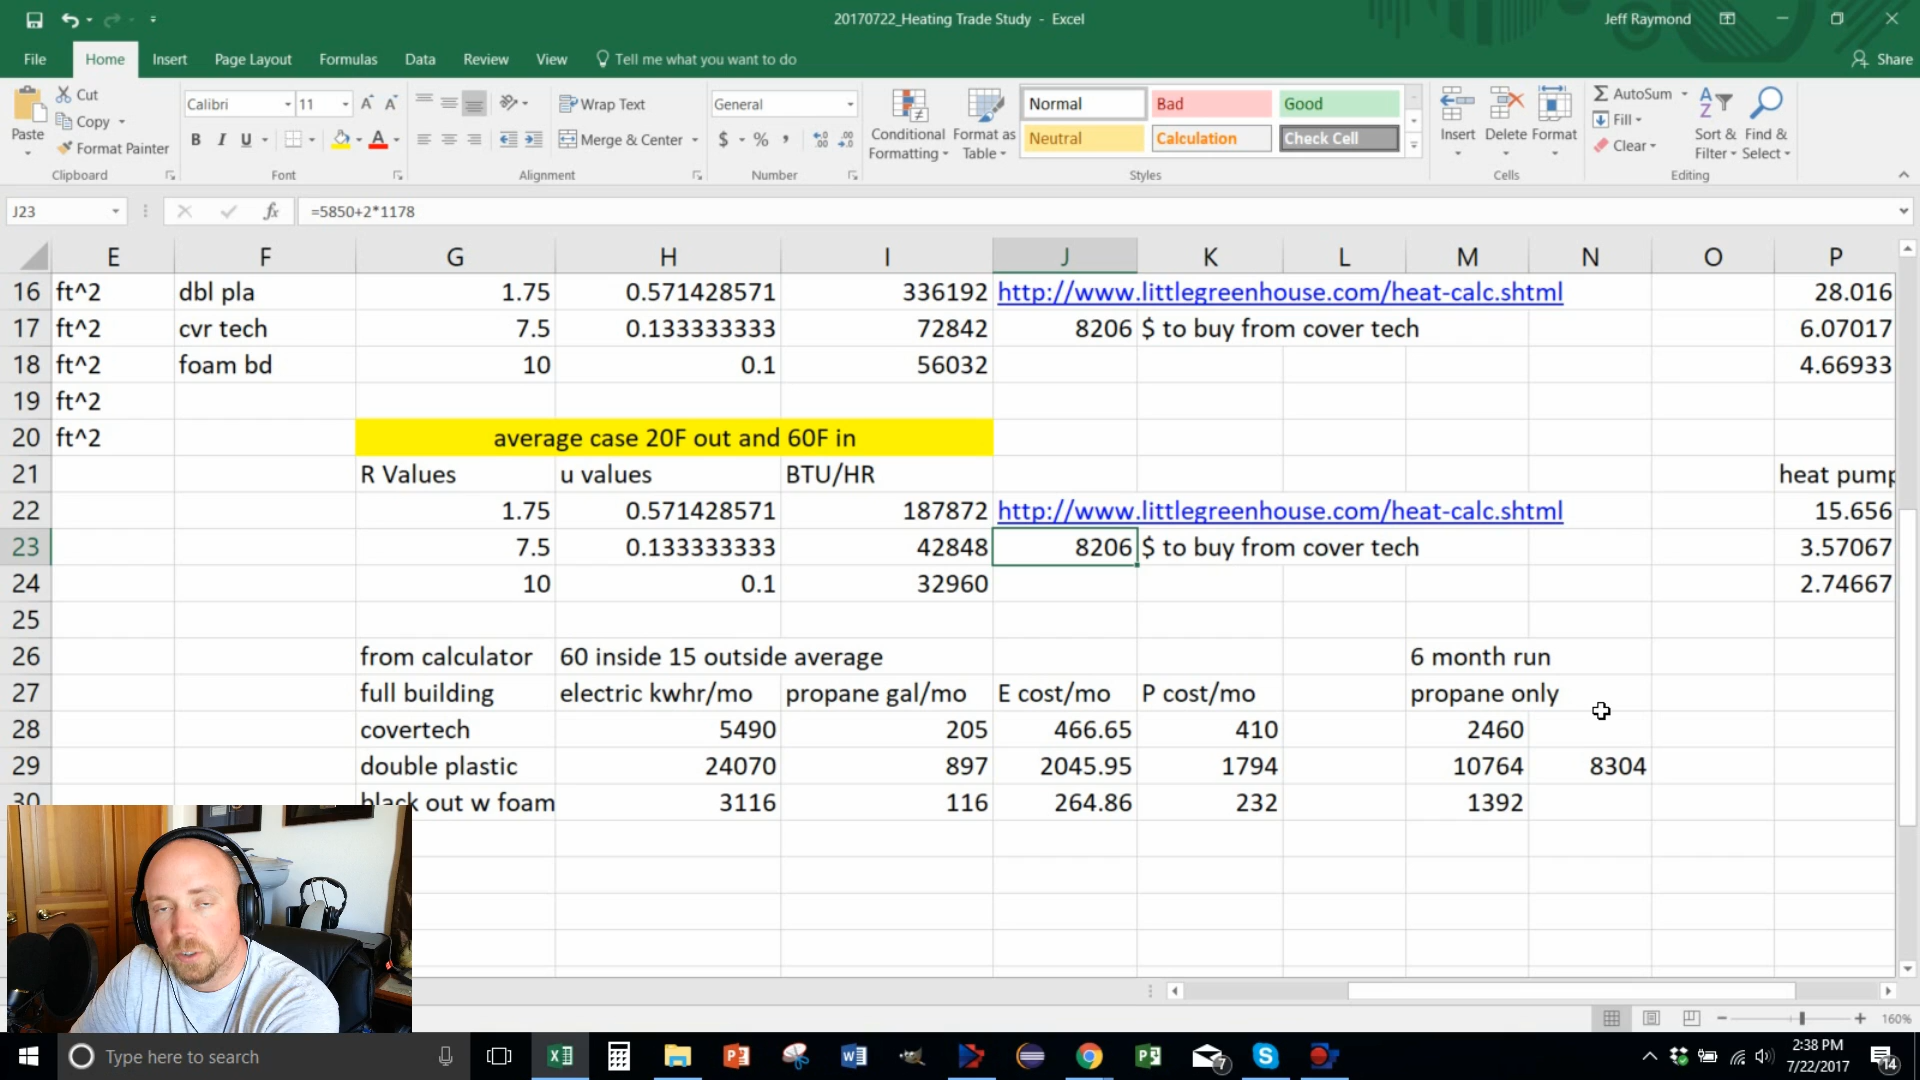 20170722_Heating Trade Study - Excel
Jeff Raymond
File Home Insert Page Layout Formulas Data Review View Tell me what you want to do
Share
Paste
Cut
Copy
Format Painter
Clipboard
Calibri 11
B I U
Font
Wrap Text
Merge & Center
Alignment
General
$ % ,
Number
Conditional Formatting
Format as Table
Normal Bad Good
Neutral Calculation Check Cell
Styles
Insert Delete Format
Cells
AutoSum
Fill
Clear
Sort & Filter
Find & Select
Editing
J23 fx =5850+2*1178
E F G H I J K L M N O P
16 ft^2 dbl pla 1.75 0.571428571 336192 http://www.littlegreenhouse.com/heat-calc.shtml 28.016
17 ft^2 cvr tech 7.5 0.133333333 72842 8206 $ to buy from cover tech 6.07017
18 ft^2 foam bd 10 0.1 56032 4.66933
19 ft^2
20 ft^2 average case 20F out and 60F in
21 R Values u values BTU/HR heat pump
22 1.75 0.571428571 187872 http://www.littlegreenhouse.com/heat-calc.shtml 15.656
23 7.5 0.133333333 42848 8206 $ to buy from cover tech 3.57067
24 10 0.1 32960 2.74667
25
26 from calculator 60 inside 15 outside average 6 month run
27 full building electric kwhr/mo propane gal/mo E cost/mo P cost/mo propane only
28 covertech 5490 205 466.65 410 2460
29 double plastic 24070 897 2045.95 1794 10764 8304
30 black out w foam 3116 116 264.86 232 1392
160%
Type here to search
7
2:38 PM
7/22/2017
14